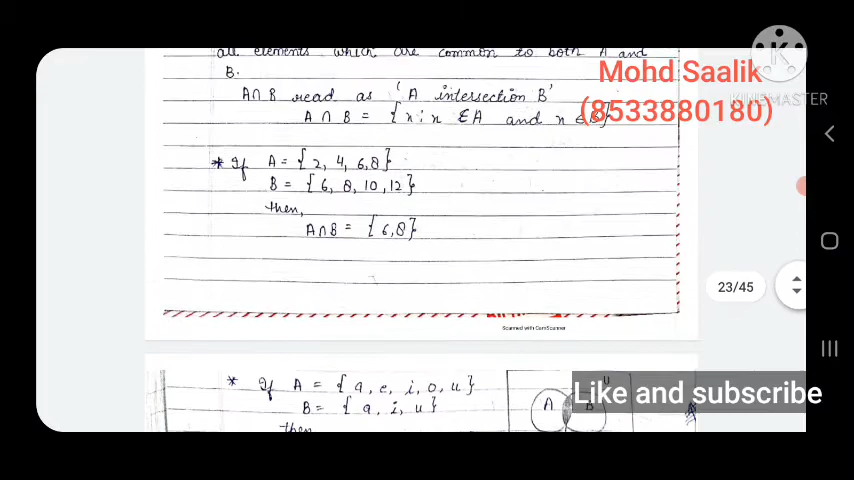 all elements which are common to both A and
B.
A∩B read as 'A intersection B'
A ∩ B = {x : x ∈ A and x ∈ B}
* If A = {2, 4, 6, 8}
B = {6, 8, 10, 12}
then,
A∩B = {6, 8}
Scanned with CamScanner
* If A = {a, e, i, o, u}
B = {a, i, u}
then
U
A B
Mohd Saalik
(8533880180)
KINEMASTER
23/45
Like and subscribe